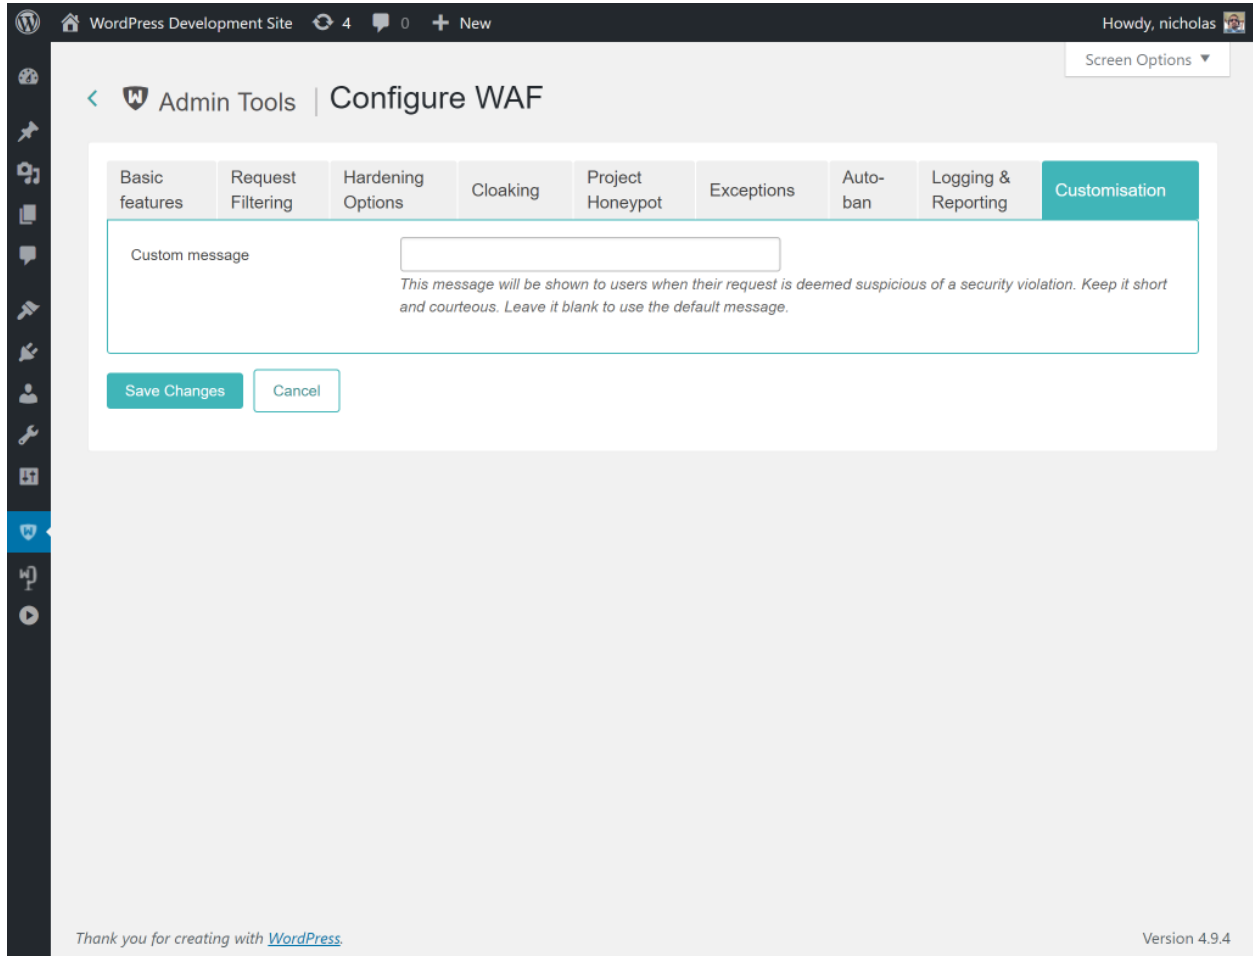 WordPress Development Site 4 0 New Howdy, nicholas
Screen Options ▼
Admin Tools | Configure WAF
Basic features
Request Filtering
Hardening Options
Cloaking
Project Honeypot
Exceptions
Auto-ban
Logging & Reporting
Customisation
Custom message
This message will be shown to users when their request is deemed suspicious of a security violation. Keep it short
and courteous. Leave it blank to use the default message.
Save Changes Cancel
Thank you for creating with WordPress. Version 4.9.4